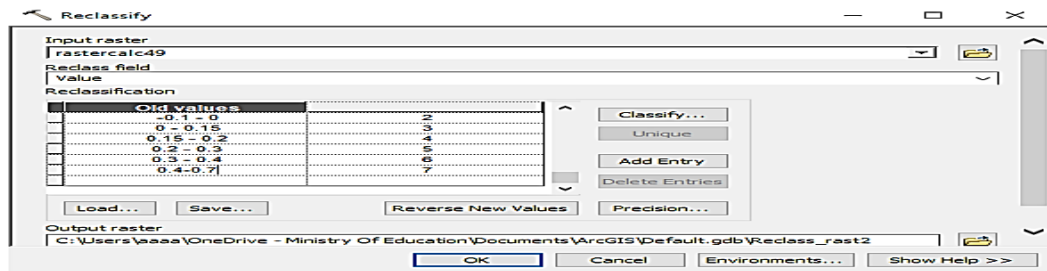 Reclassify
Input raster
rastercalc49
Reclass field
Value
Reclassification
Old values
-0.1 - 0 2
0 - 0.15 3
0.15 - 0.2 4
0.2 - 0.3 5
0.3 - 0.4 6
0.4-0.7 7
Classify...
Unique
Add Entry
Delete Entries
Load... Save... Reverse New Values Precision...
Output raster
C:\Users\aaaa\OneDrive - Ministry Of Education\Documents\ArcGIS\Default.gdb\Reclass_rast2
OK Cancel Environments... Show Help >>